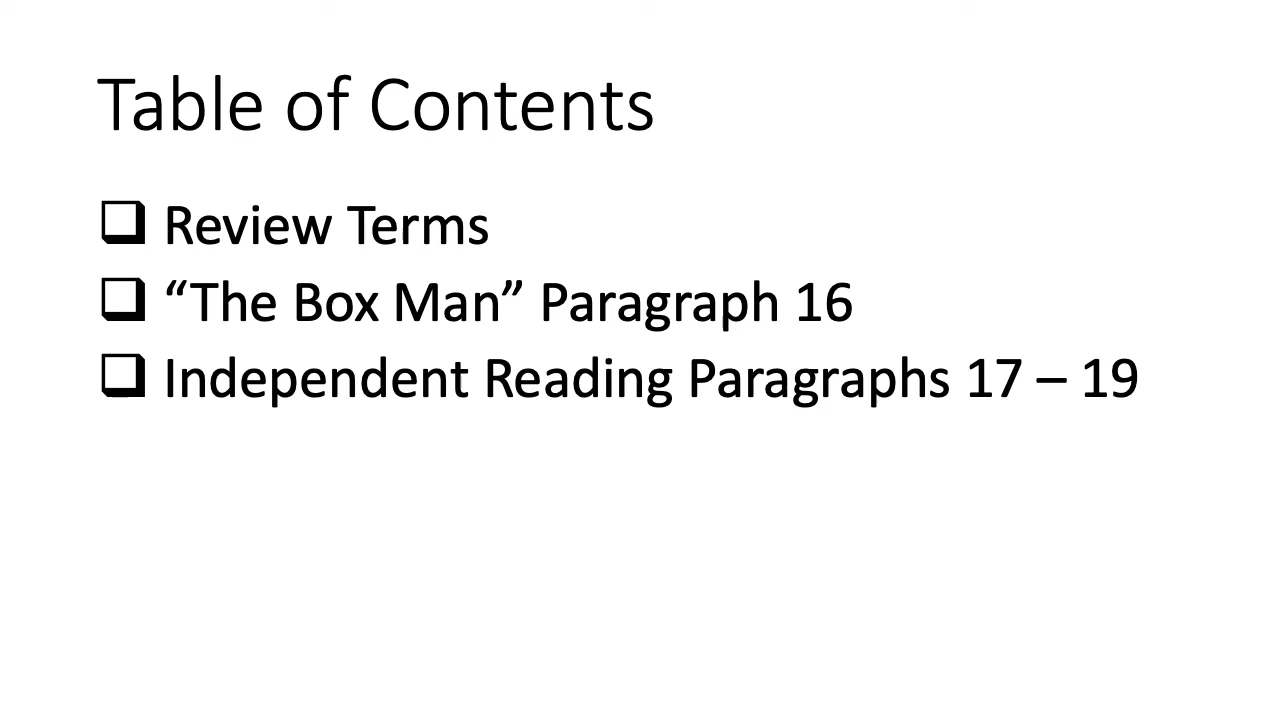 Table of Contents
Review Terms
“The Box Man” Paragraph 16
Independent Reading Paragraphs 17 – 19